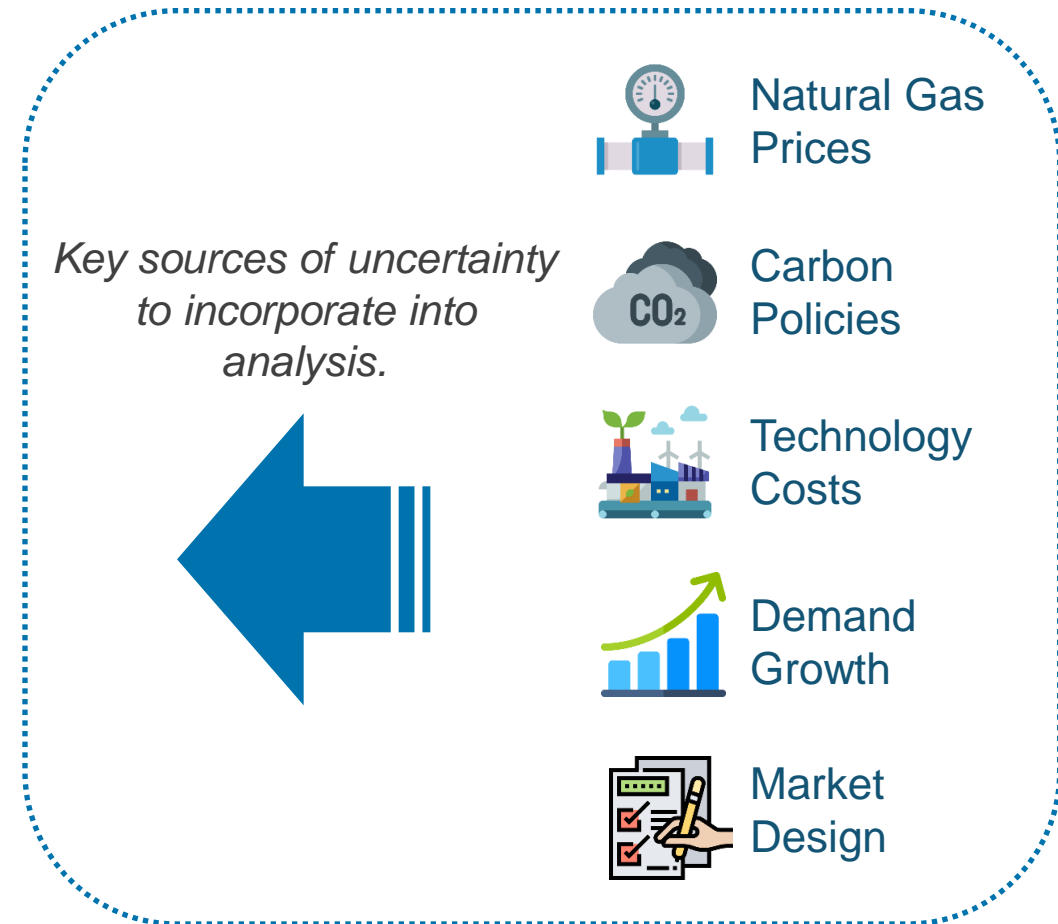 Key sources of uncertainty
to incorporate into
analysis.
Natural Gas
Prices
CO₂
Carbon
Policies
Technology
Costs
Demand
Growth
Market
Design